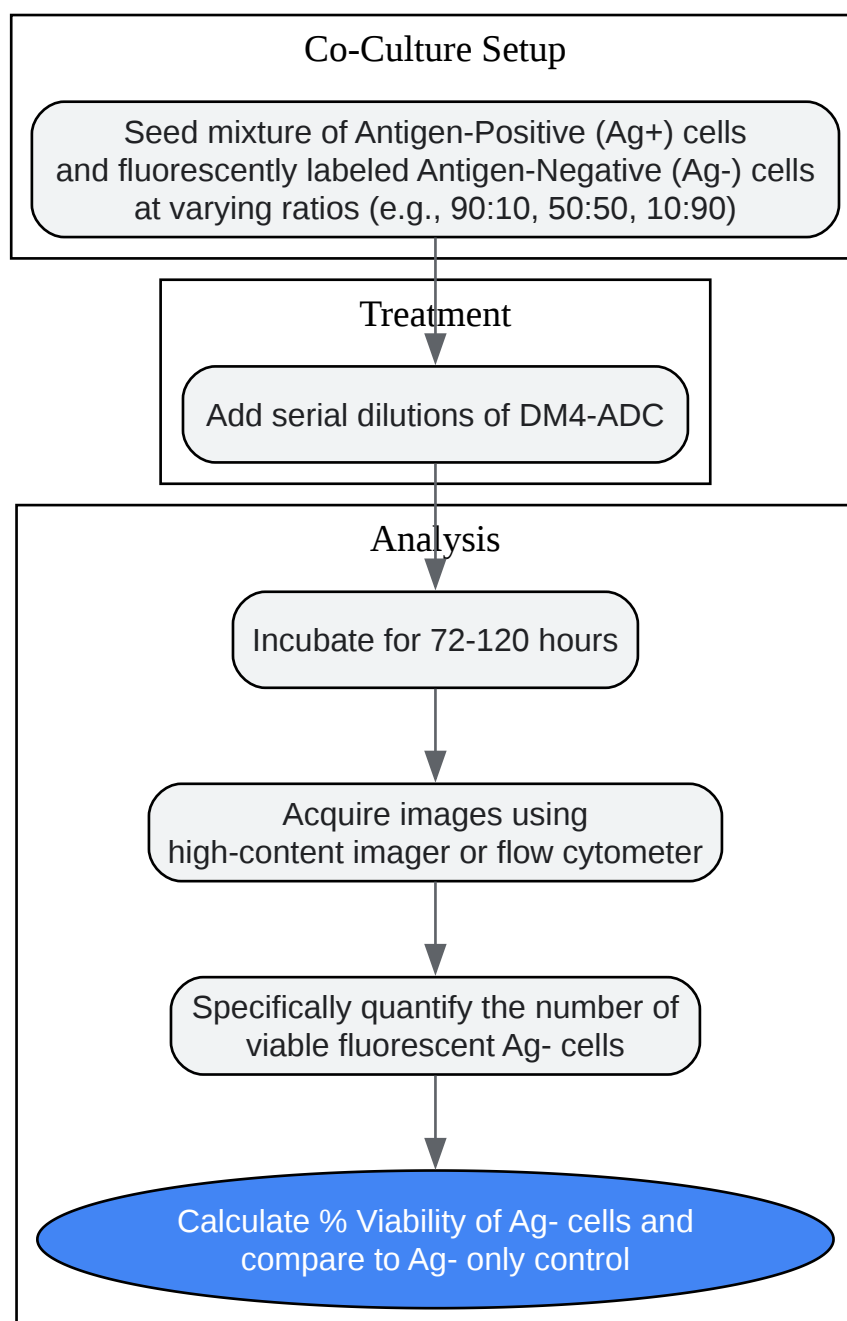 Co-Culture Setup
Seed mixture of Antigen-Positive (Ag+) cells
and fluorescently labeled Antigen-Negative (Ag-) cells
at varying ratios (e.g., 90:10, 50:50, 10:90)
Treatment
Add serial dilutions of DM4-ADC
Analysis
Incubate for 72-120 hours
Acquire images using
high-content imager or flow cytometer
Specifically quantify the number of
viable fluorescent Ag- cells
Calculate % Viability of Ag- cells and
compare to Ag- only control